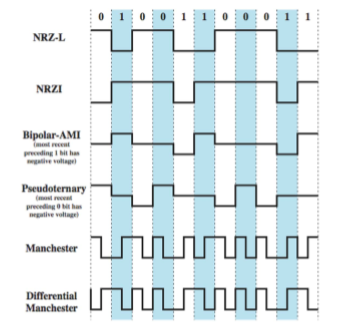 0 1 0 0 1 1 0 0 0 1 1
NRZ-L
NRZI
Bipolar-AMI
(most recent
preceding 1 bit has
negative voltage)
Pseudoternary
(most recent
preceding 0 bit has
negative voltage)
Manchester
Differential
Manchester